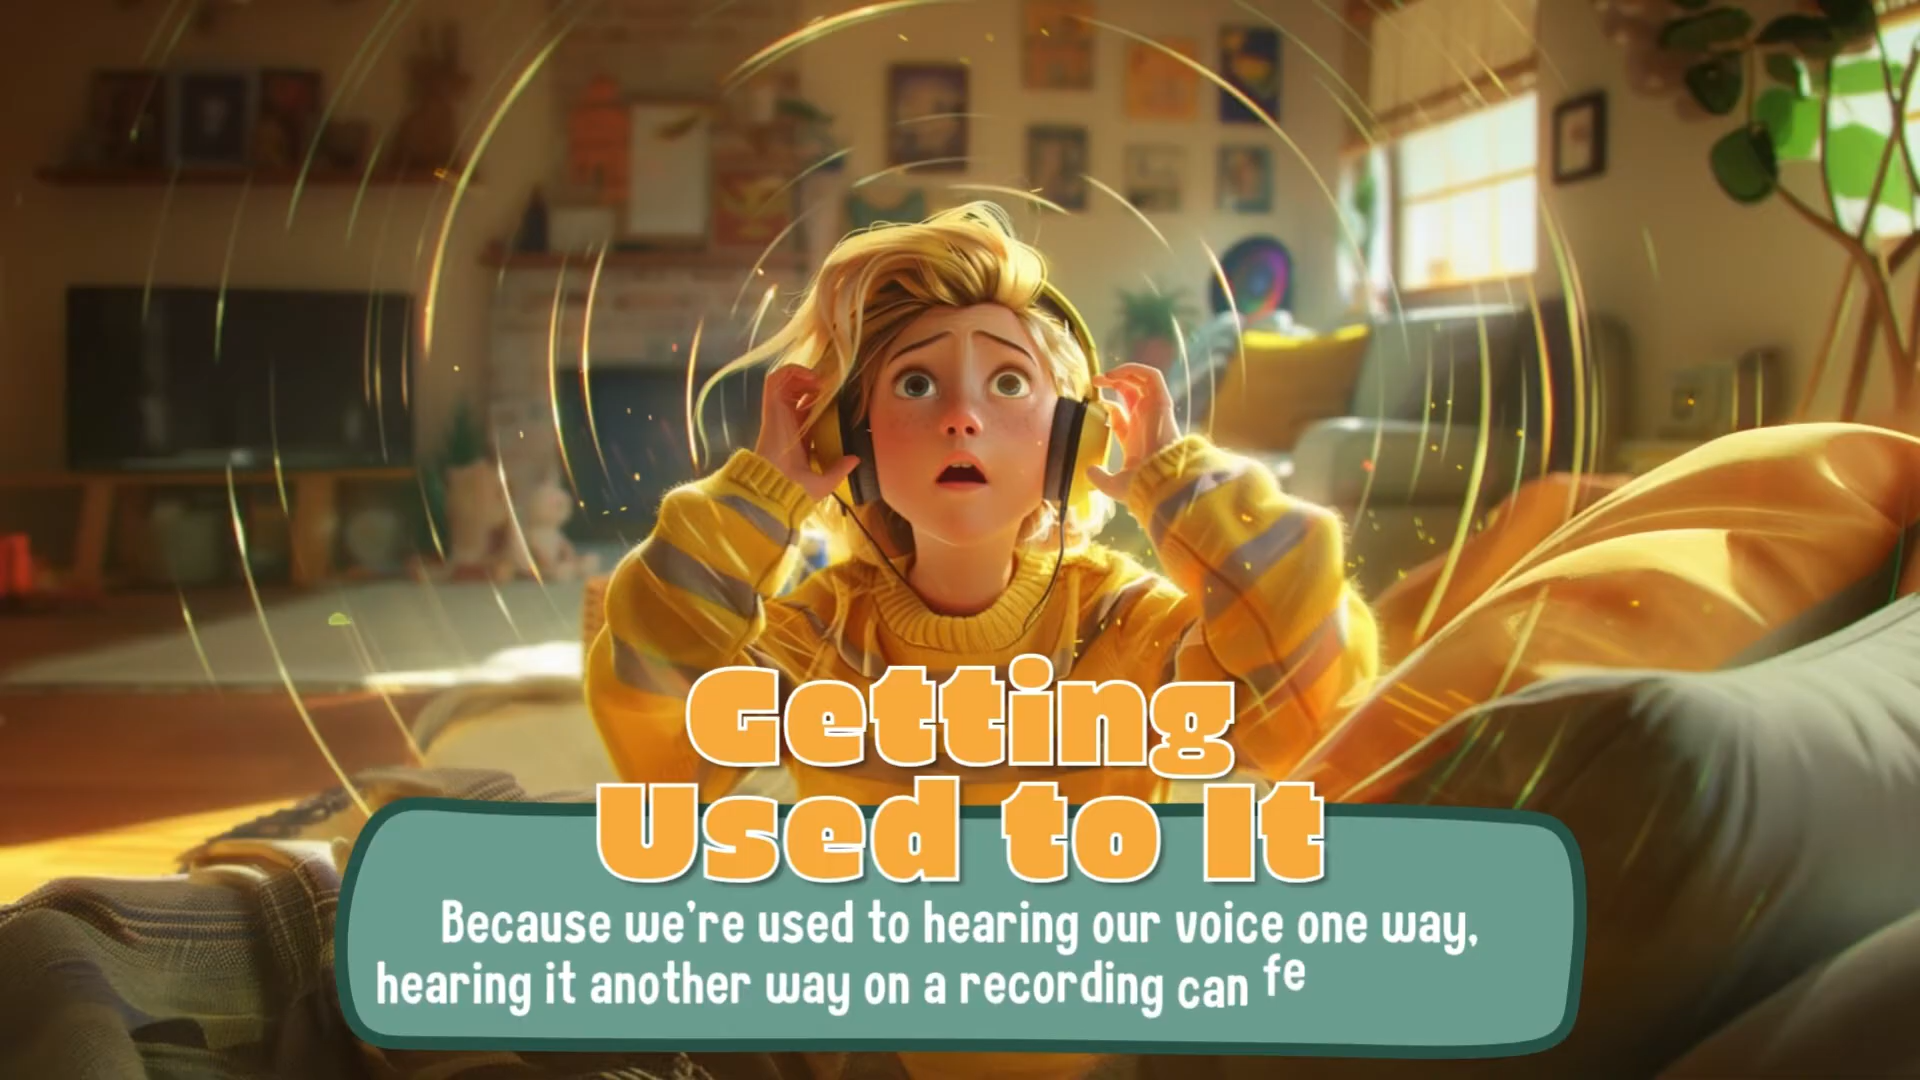 Getting
Used to It
Because we're used to hearing our voice one way,
hearing it another way on a recording can fe